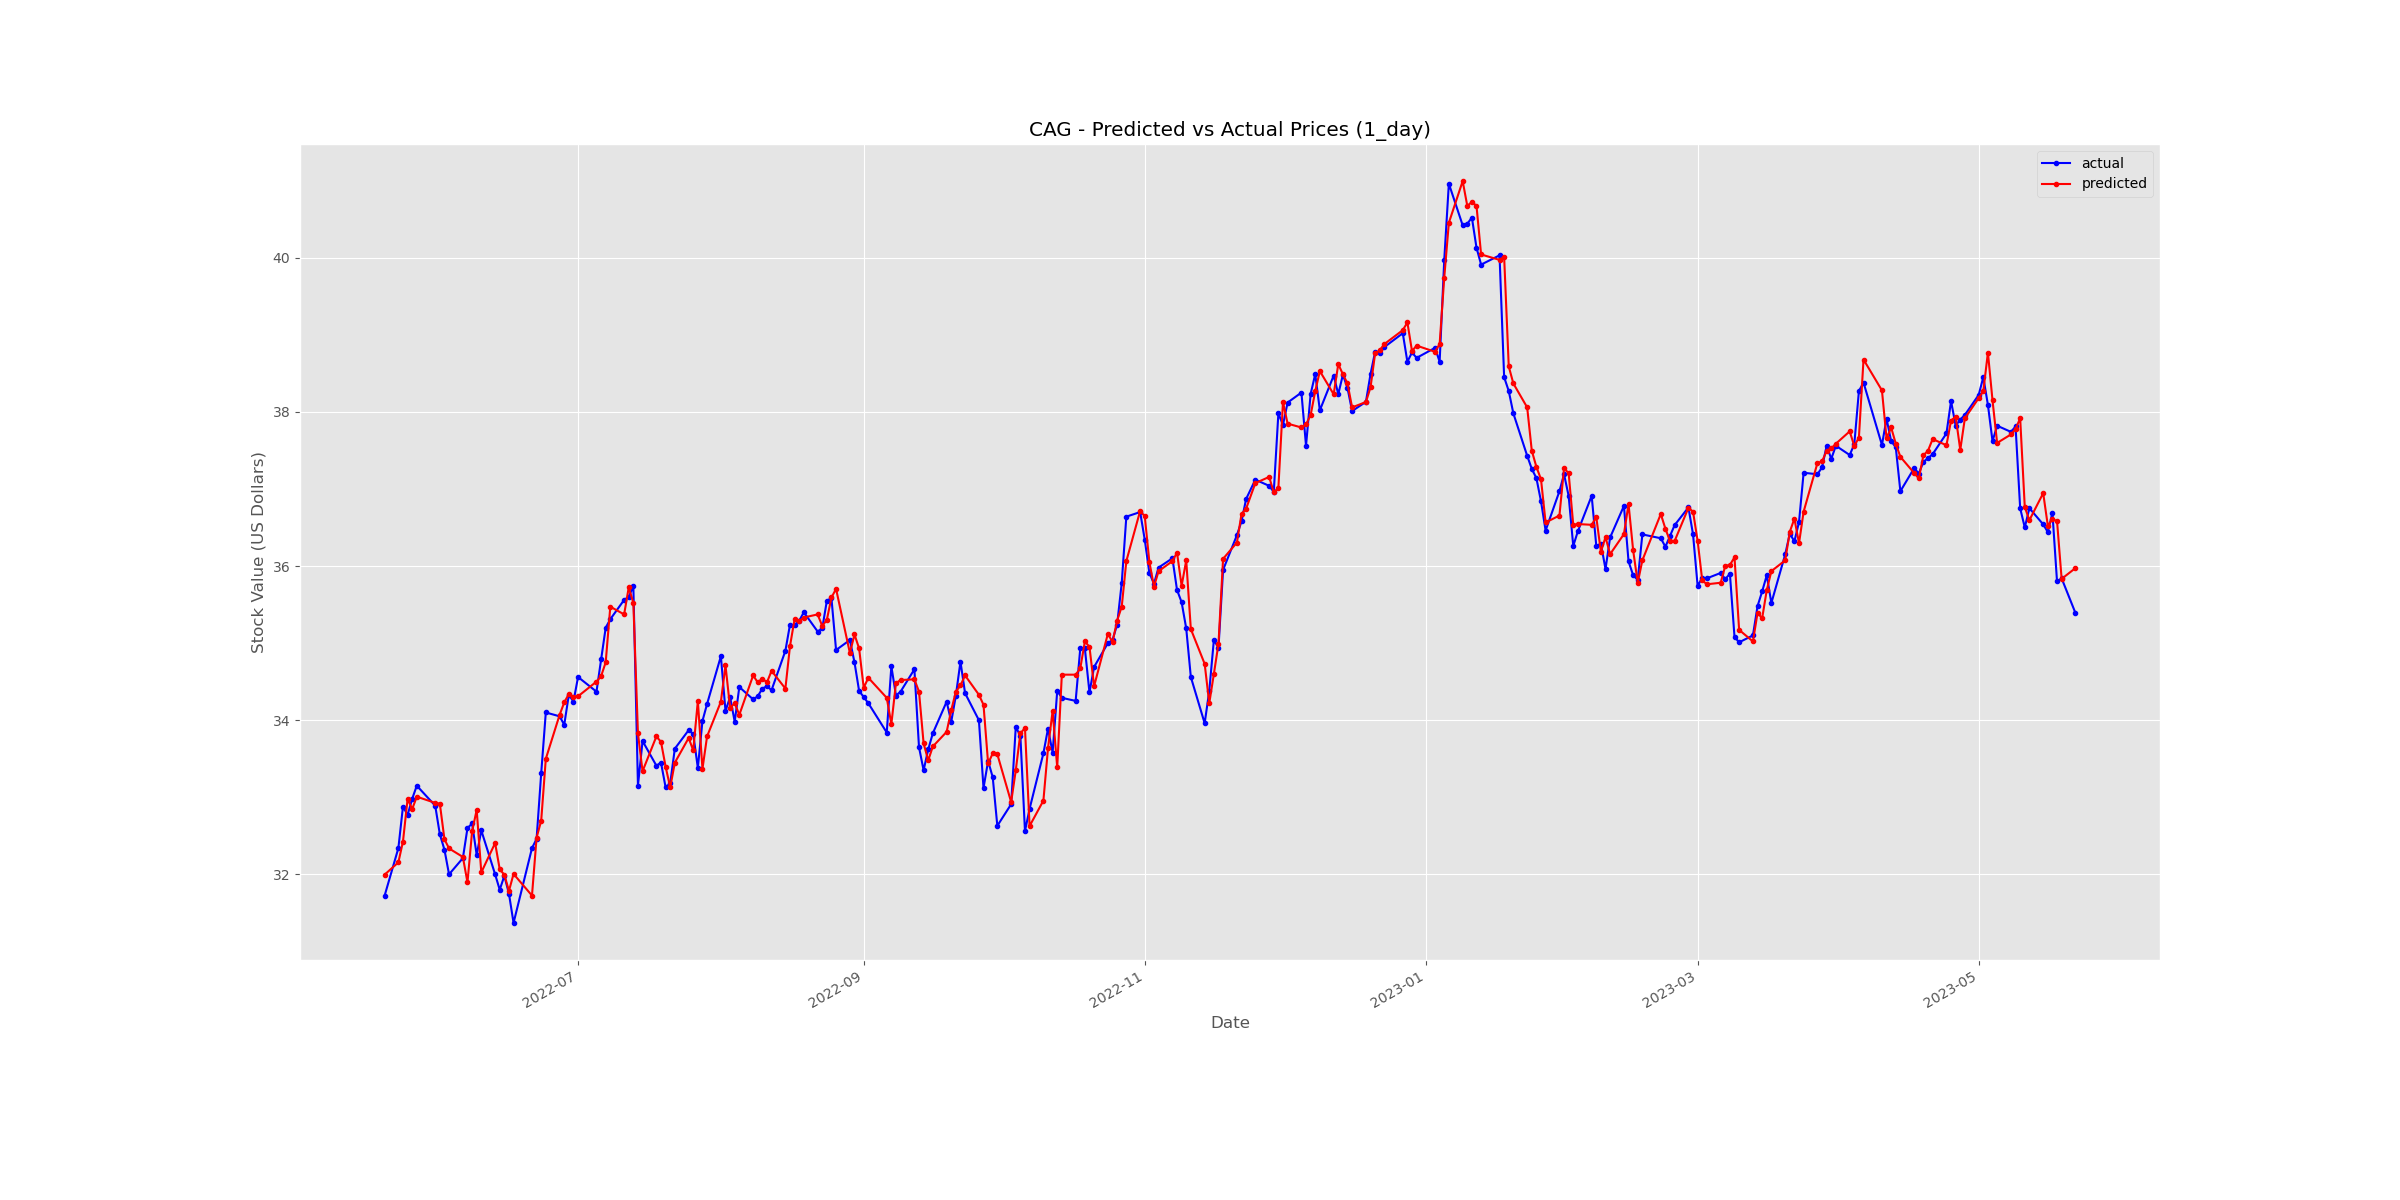 CAG - Predicted vs Actual Prices (1_day)
actual
predicted
Stock Value (US Dollars)
40
38
36
34
32
2022-07
2022-09
2022-11
2023-01
2023-03
2023-05
Date